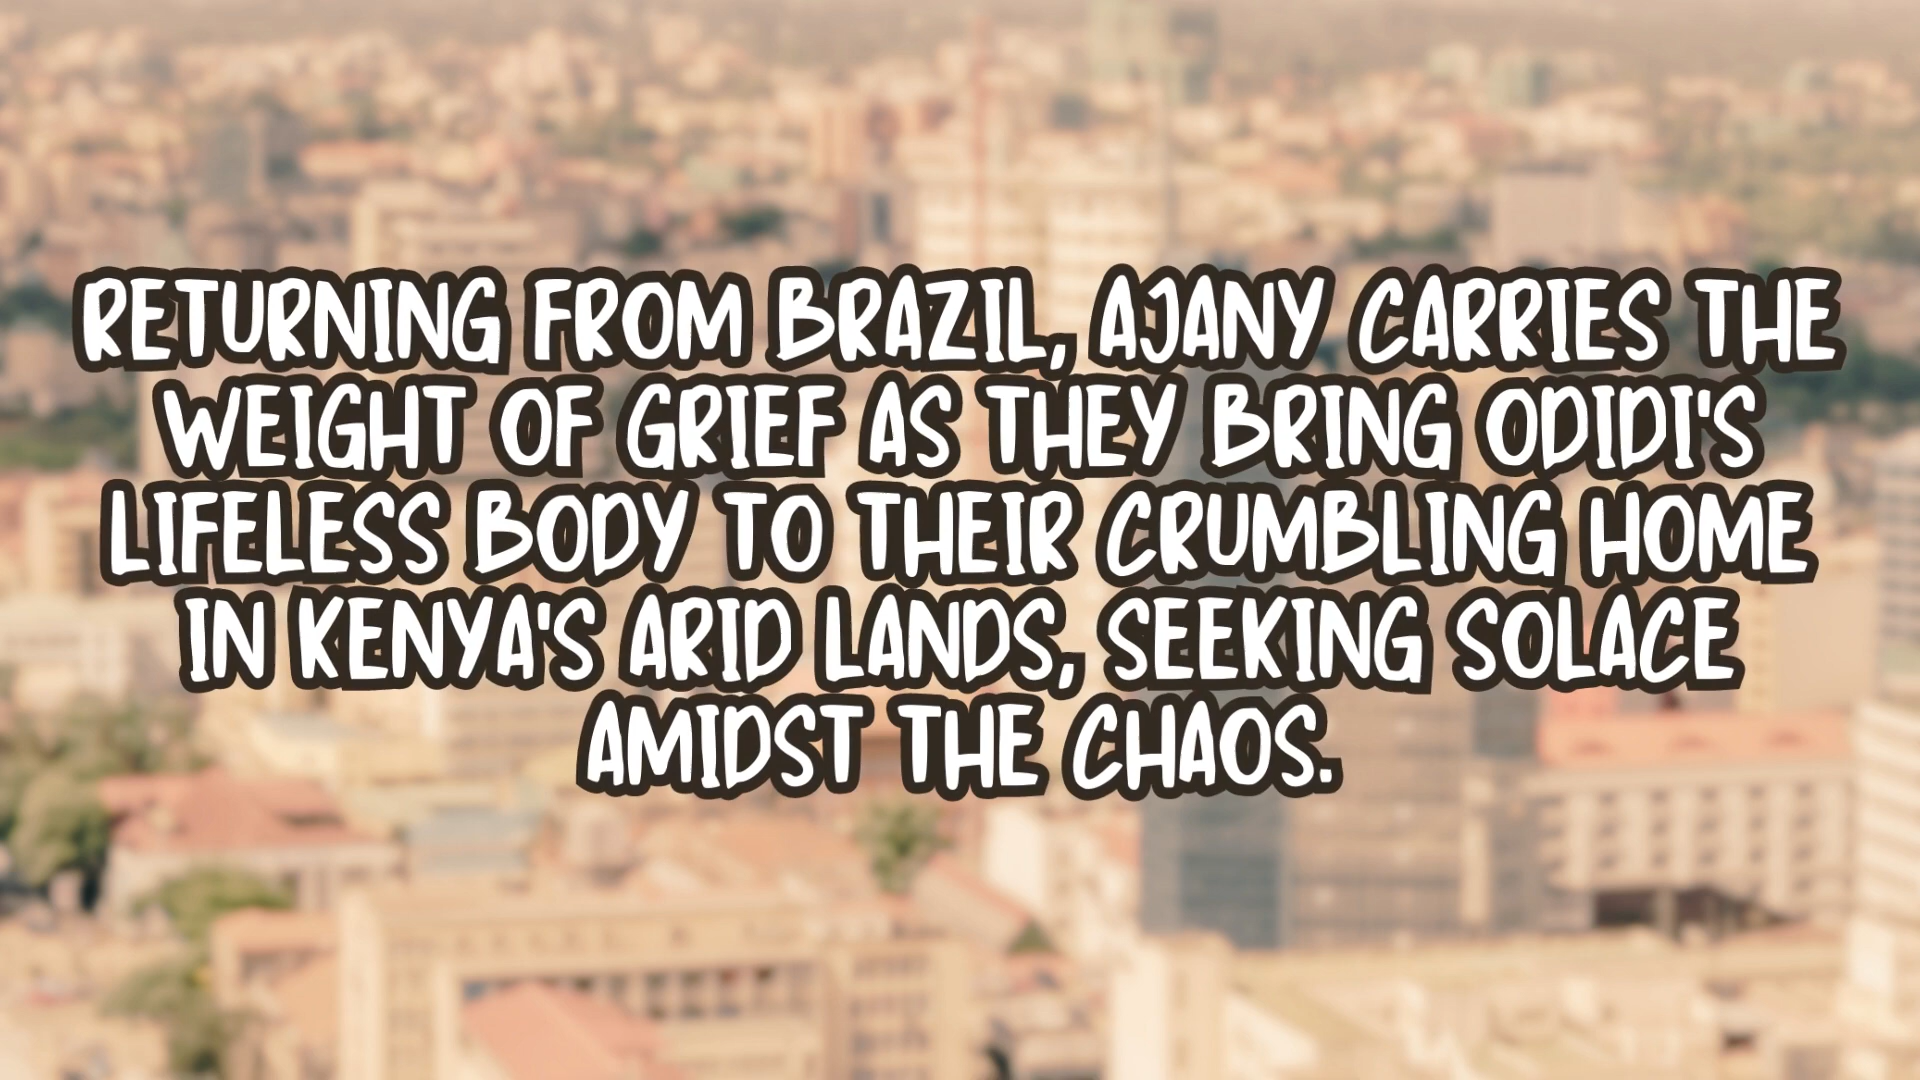 RETURNING FROM BRAZIL, AJANY CARRIES THE
WEIGHT OF GRIEF AS THEY BRING ODIDI'S
LIFELESS BODY TO THEIR CRUMBLING HOME
IN KENYA'S ARID LANDS, SEEKING SOLACE
AMIDST THE CHAOS.